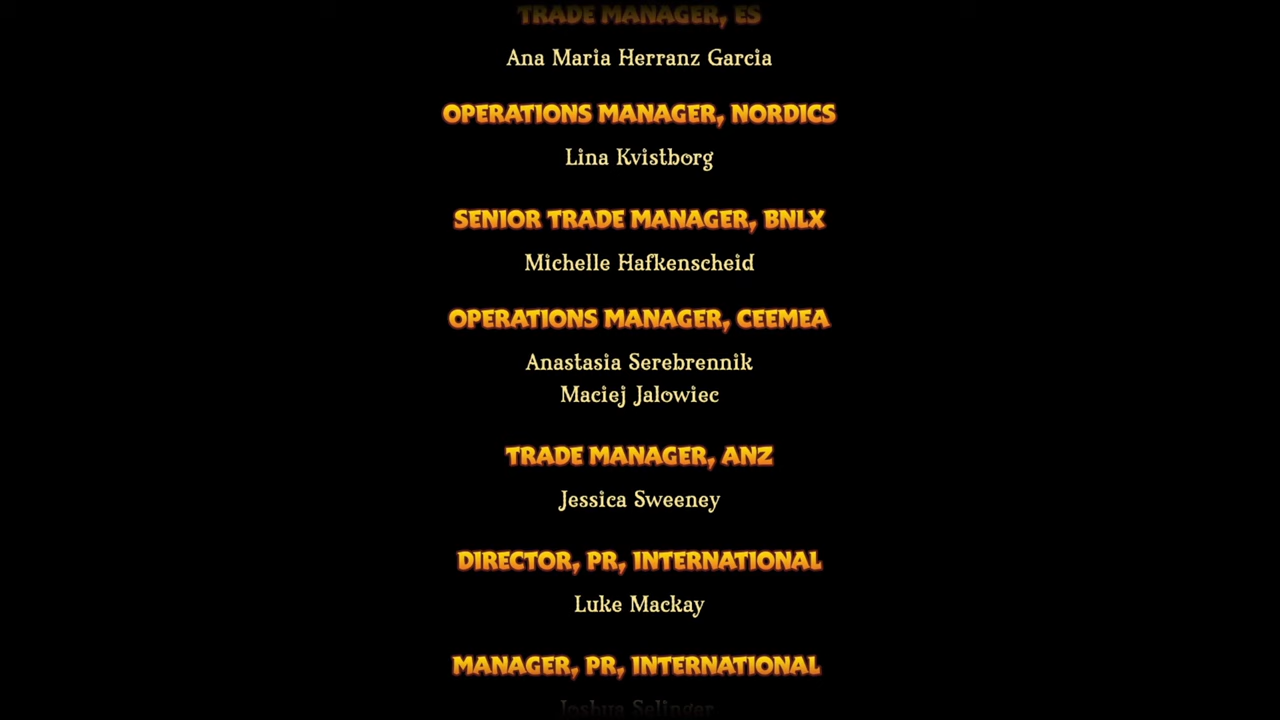 TRADE MANAGER, ES
Ana Maria Herranz Garcia
OPERATIONS MANAGER, NORDICS
Lina Kvistborg
SENIOR TRADE MANAGER, BNLX
Michelle Hafkenscheid
OPERATIONS MANAGER, CEEMEA
Anastasia Serebrennik
Maciej Jalowiec
TRADE MANAGER, ANZ
Jessica Sweeney
DIRECTOR, PR, INTERNATIONAL
Luke Mackay
MANAGER, PR, INTERNATIONAL
Joshua Selinger